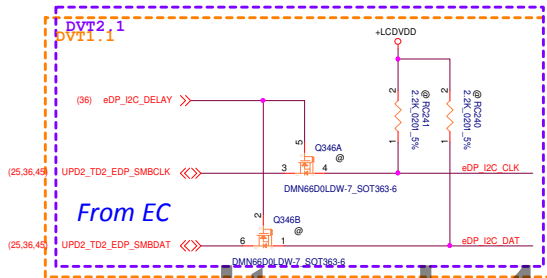 DVT2.1
DVT1.1
+LCDVDD
(36) eDP_I2C_DELAY
2
@ RC241
2.2K_0201_5%
1
2
@ RC240
2.2K_0201_5%
1
5
Q346A
@
(25,36,45) UPD2_TD2_EDP_SMBCLK
3
4
eDP_I2C_CLK
DMN66D0LDW-7_SOT363-6
From EC
2
Q346B
@
(25,36,45) UPD2_TD2_EDP_SMBDAT
6
1
eDP_I2C_DAT
DMN66D0LDW-7_SOT363-6